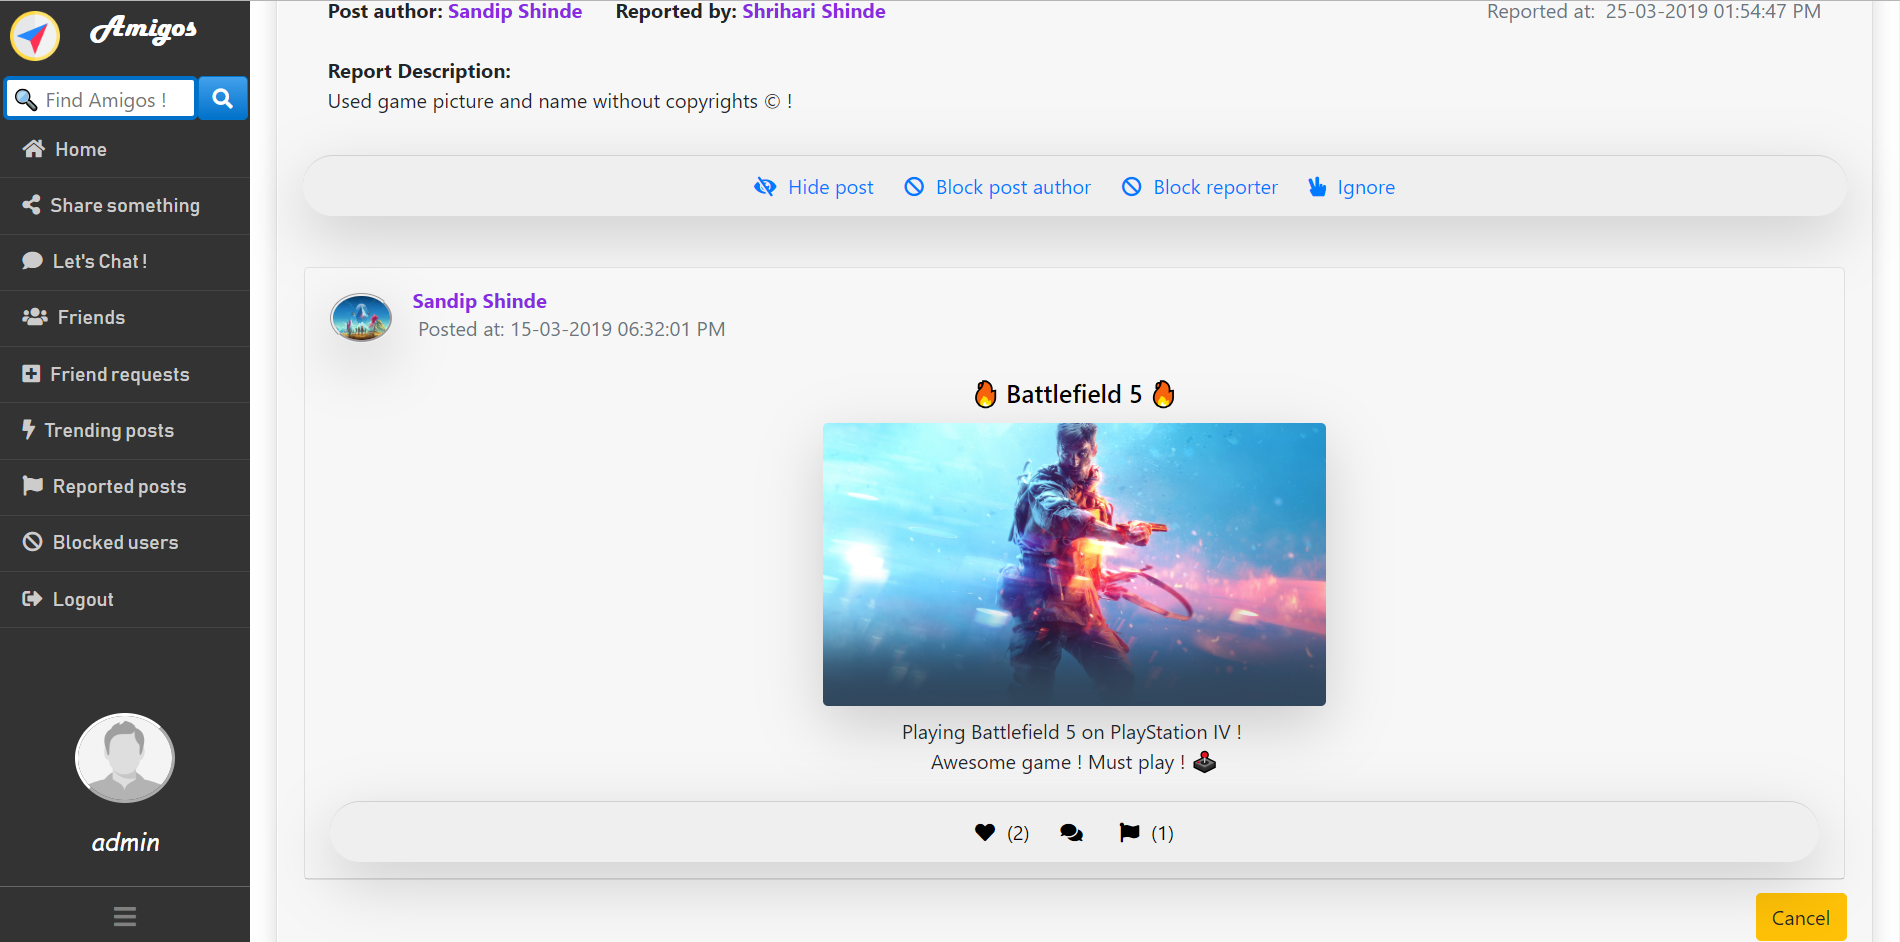 Amigos
Find Amigos !
Home
Share something
Let's Chat !
Friends
Friend requests
Trending posts
Reported posts
Blocked users
Logout
admin
Post author: Sandip Shinde Reported by: Shrihari Shinde Reported at: 25-03-2019 01:54:47 PM
Report Description:
Used game picture and name without copyrights © !
Hide post Block post author Block reporter Ignore
Sandip Shinde
Posted at: 15-03-2019 06:32:01 PM
🔥 Battlefield 5 🔥
Playing Battlefield 5 on PlayStation IV !
Awesome game ! Must play ! 🕹️
(2) (1)
Cancel